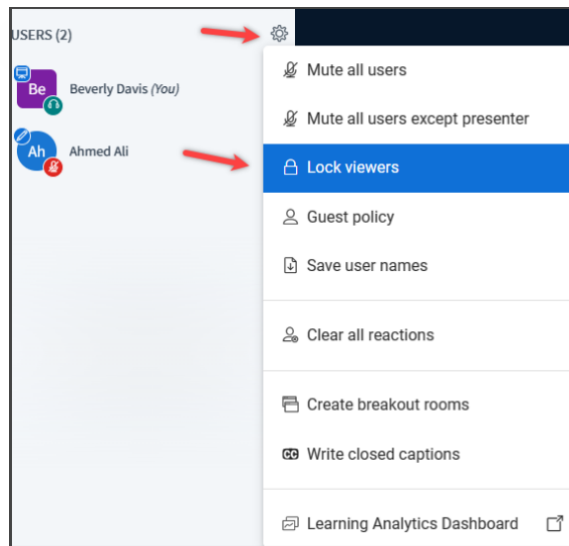 USERS (2)
Be
Beverly Davis (You)
Ah
Ahmed Ali
Mute all users
Mute all users except presenter
Lock viewers
Guest policy
Save user names
Clear all reactions
Create breakout rooms
CC Write closed captions
Learning Analytics Dashboard